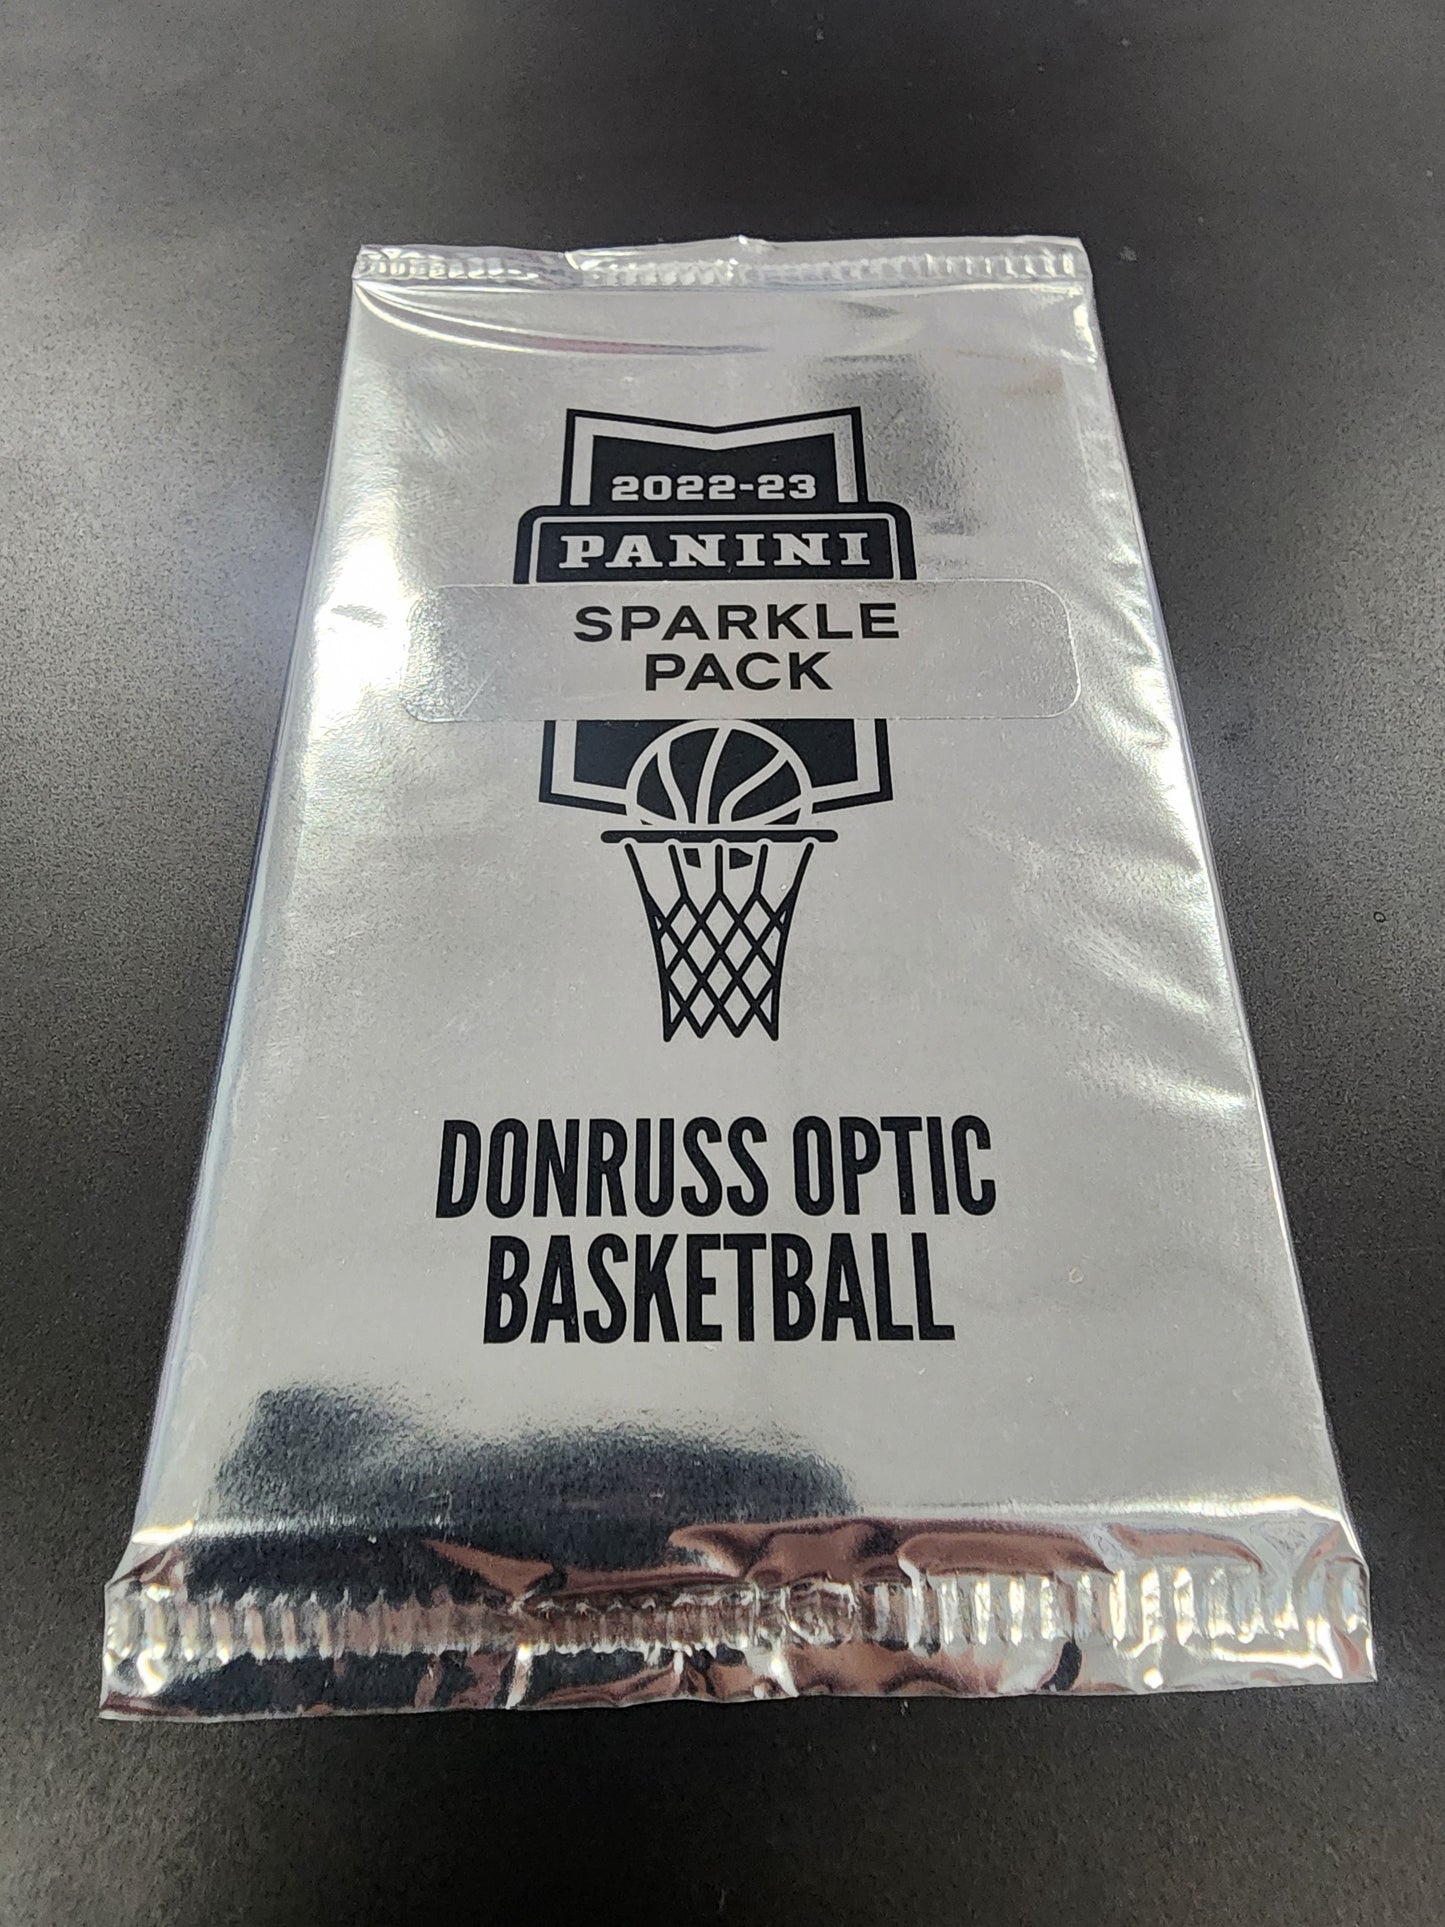 2022-23
PANINI
SPARKLE
PACK
DONRUSS OPTIC
BASKETBALL